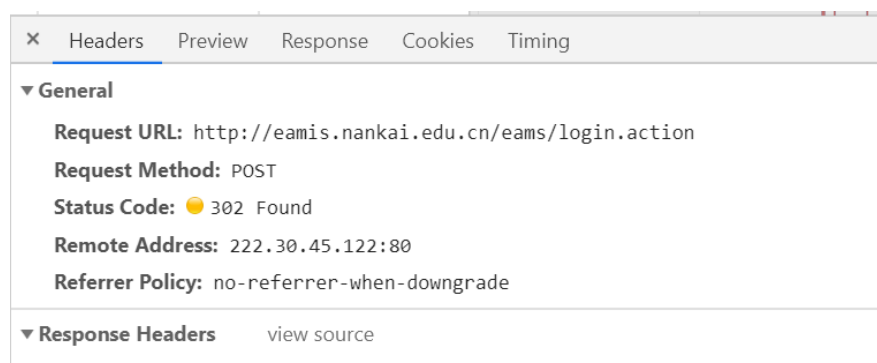 × Headers Preview Response Cookies Timing
▼ General
Request URL: http://eamis.nankai.edu.cn/eams/login.action
Request Method: POST
Status Code: 302 Found
Remote Address: 222.30.45.122:80
Referrer Policy: no-referrer-when-downgrade
▼ Response Headers view source